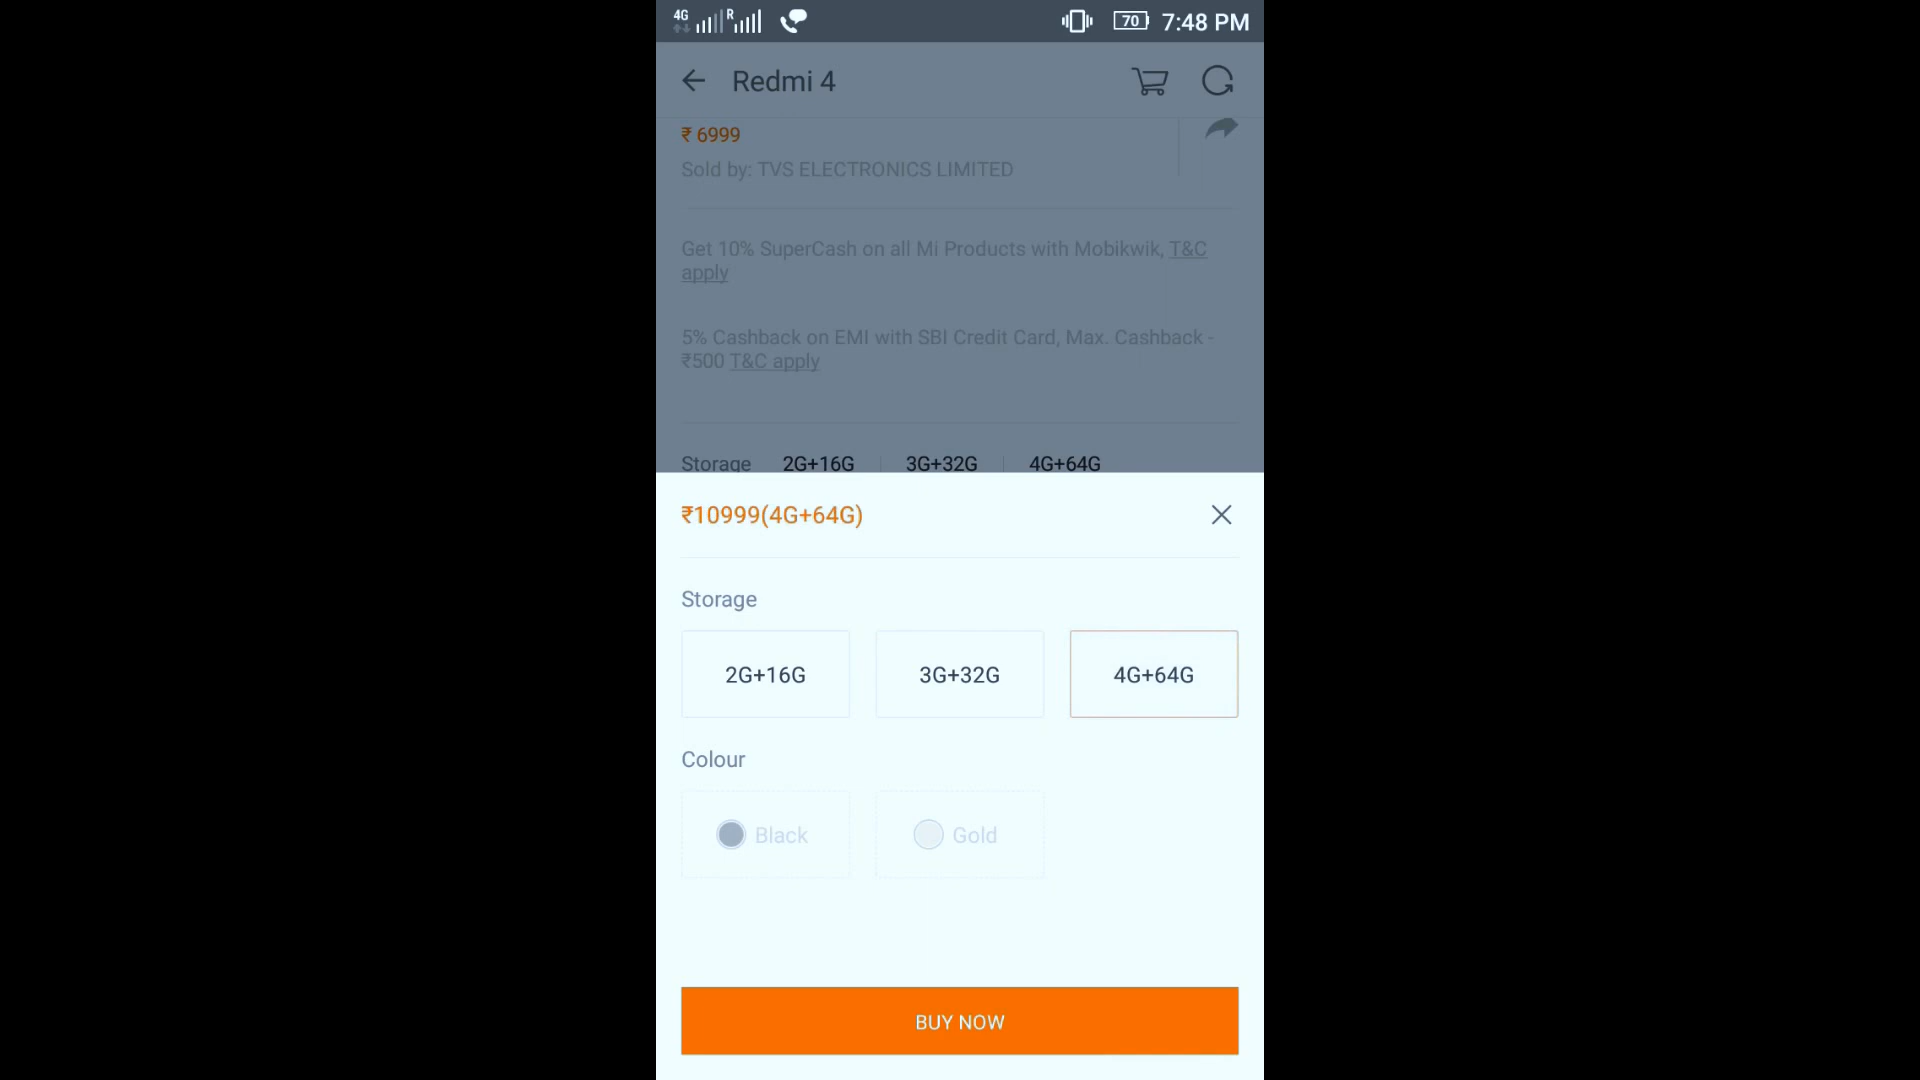 4G R 70 7:48 PM
Redmi 4
₹ 6999
Sold by: TVS ELECTRONICS LIMITED
Get 10% SuperCash on all Mi Products with Mobikwik, T&C
apply
5% Cashback on EMI with SBI Credit Card, Max. Cashback -
₹500 T&C apply
Storage 2G+16G 3G+32G 4G+64G
₹10999(4G+64G)
Storage
2G+16G 3G+32G 4G+64G
Colour
Black Gold
BUY NOW